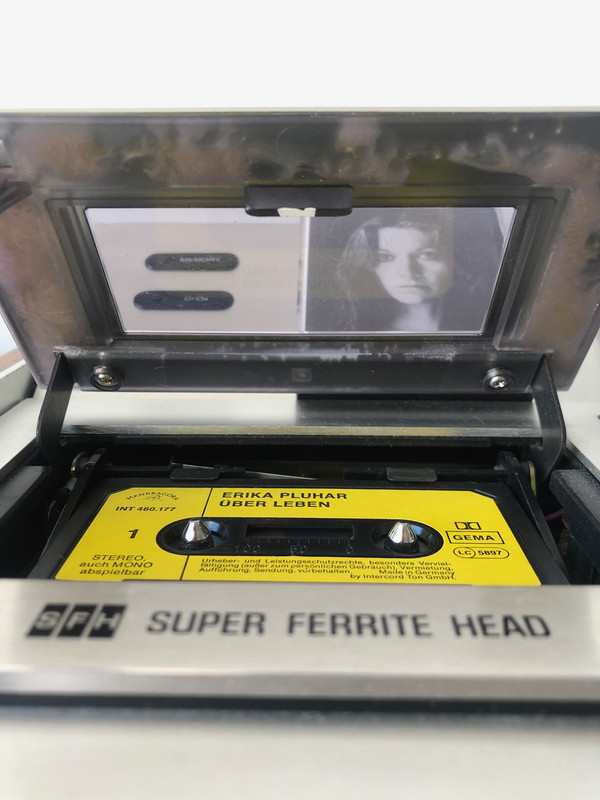 MEMORY
MANDRAGORA
INT 460.177
1
STEREO,
auch MONO
abspielbar
ERIKA PLUHAR
ÜBER LEBEN
GEMA
LC 5897
Urheber- und Leistungsschutzrechte, besonders Verviel-
fältigung (außer zum persönlichen Gebrauch), Vermietung,
Aufführung, Sendung, vorbehalten. Made in Germany
by Intercord Ton GmbH.
SFH SUPER FERRITE HEAD